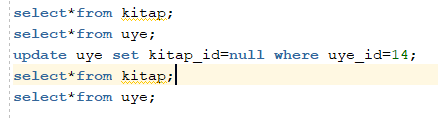 select*from kitap;
select*from uye;
update uye set kitap_id=null where uye_id=14;
select*from kitap;
select*from uye;